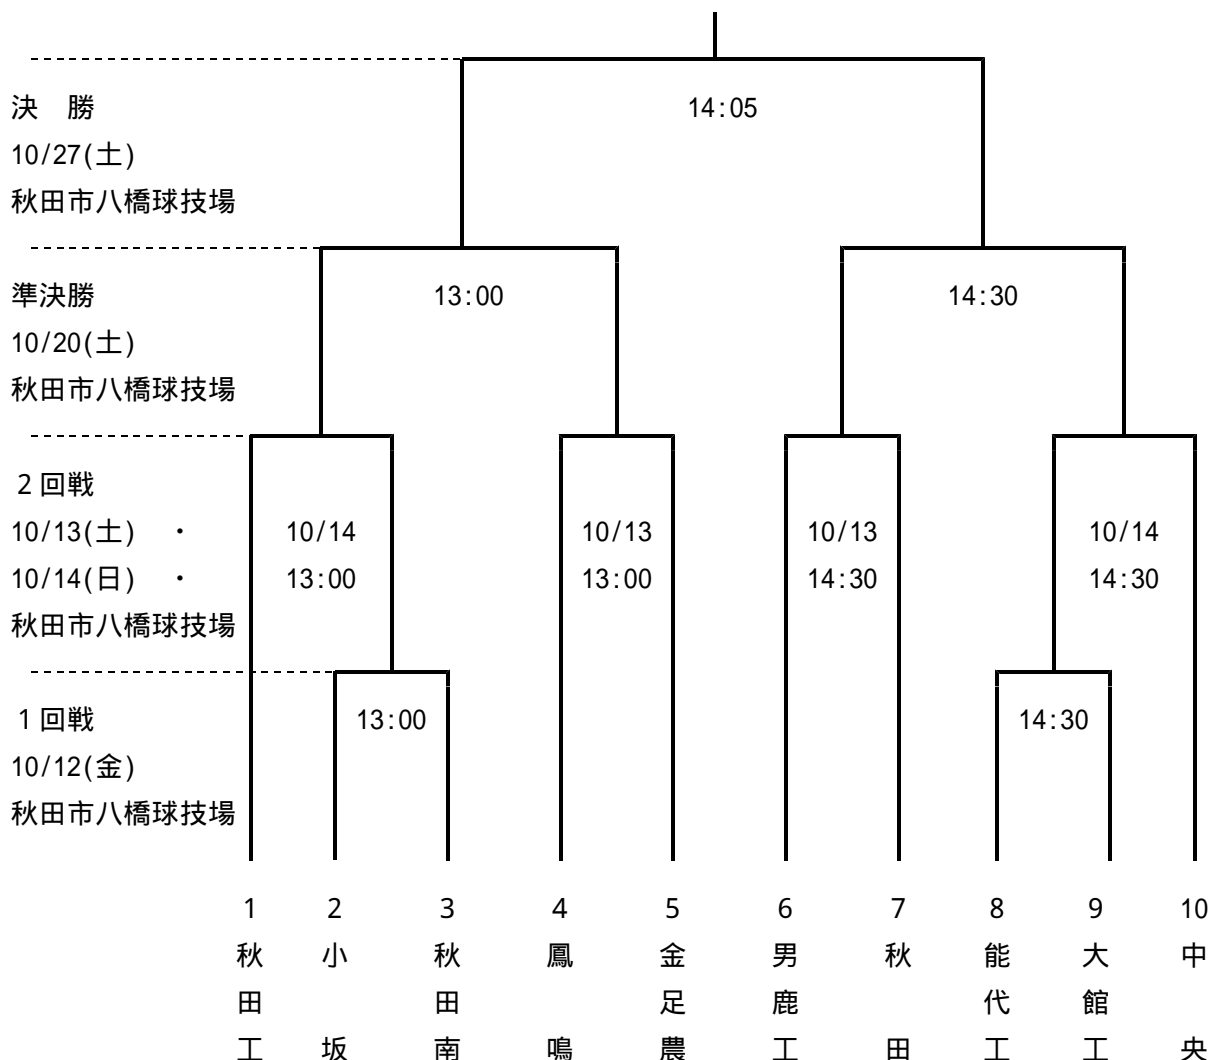 決　勝
14:05
10/27(土)
秋田市八橋球技場
準決勝
13:00
14:30
10/20(土)
秋田市八橋球技場
２回戦
10/13(土)　・
10/14
10/13
10/13
10/14
10/14(日)　・
13:00
13:00
14:30
14:30
秋田市八橋球技場
１回戦
13:00
14:30
10/12(金)
秋田市八橋球技場
1 2 3 4 5 6 7 8 9 10
秋田工
小坂
秋田南
鳳鳴
金足農
男鹿工
秋田
能代工
大館工
中央